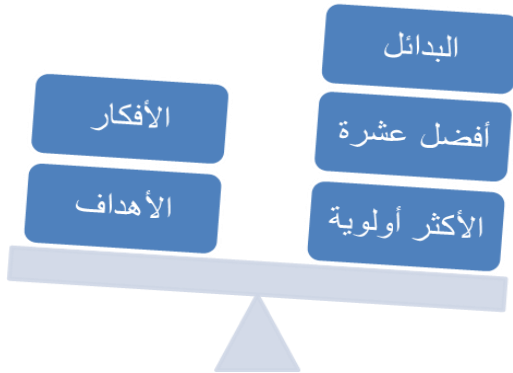 البدائل
أفضل عشرة
الأكثر أولوية
الأفكار
الأهداف